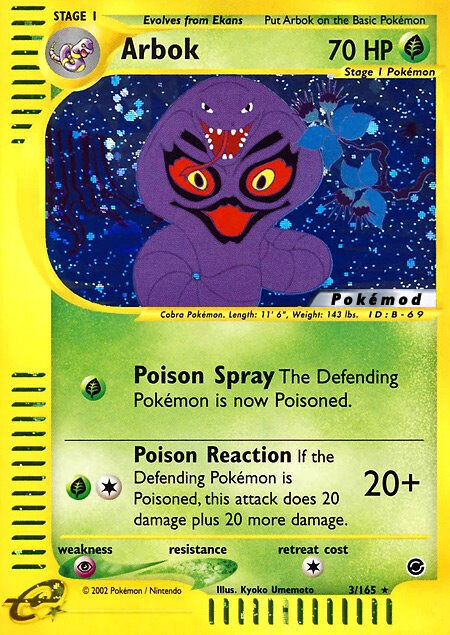 STAGE 1 Evolves from Ekans Put Arbok on the Basic Pokémon
Arbok 70 HP
Stage 1 Pokémon
Pokémod
Cobra Pokémon. Length: 11' 6", Weight: 143 lbs. ID:B-69
Poison Spray The Defending
Pokémon is now Poisoned.
Poison Reaction If the
Defending Pokémon is
Poisoned, this attack does 20
damage plus 20 more damage.
20+
weakness resistance retreat cost
© 2002 Pokémon / Nintendo Illus. Kyoko Umemoto 3/165 ★